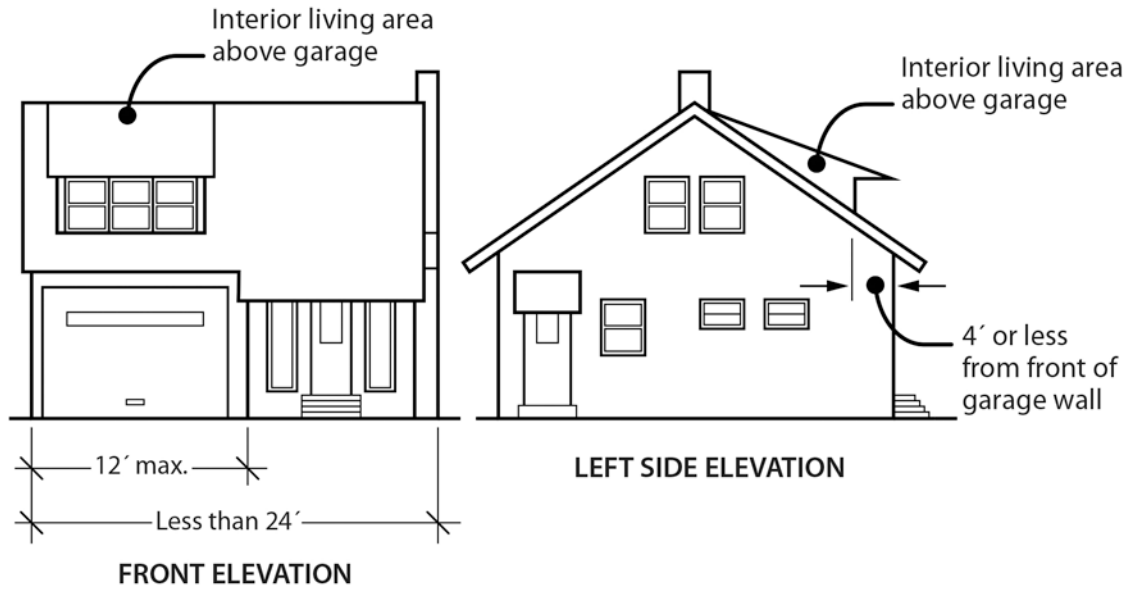 Interior living area
above garage
Interior living area
above garage
4´ or less
from front of
garage wall
12´ max.
LEFT SIDE ELEVATION
Less than 24´
FRONT ELEVATION